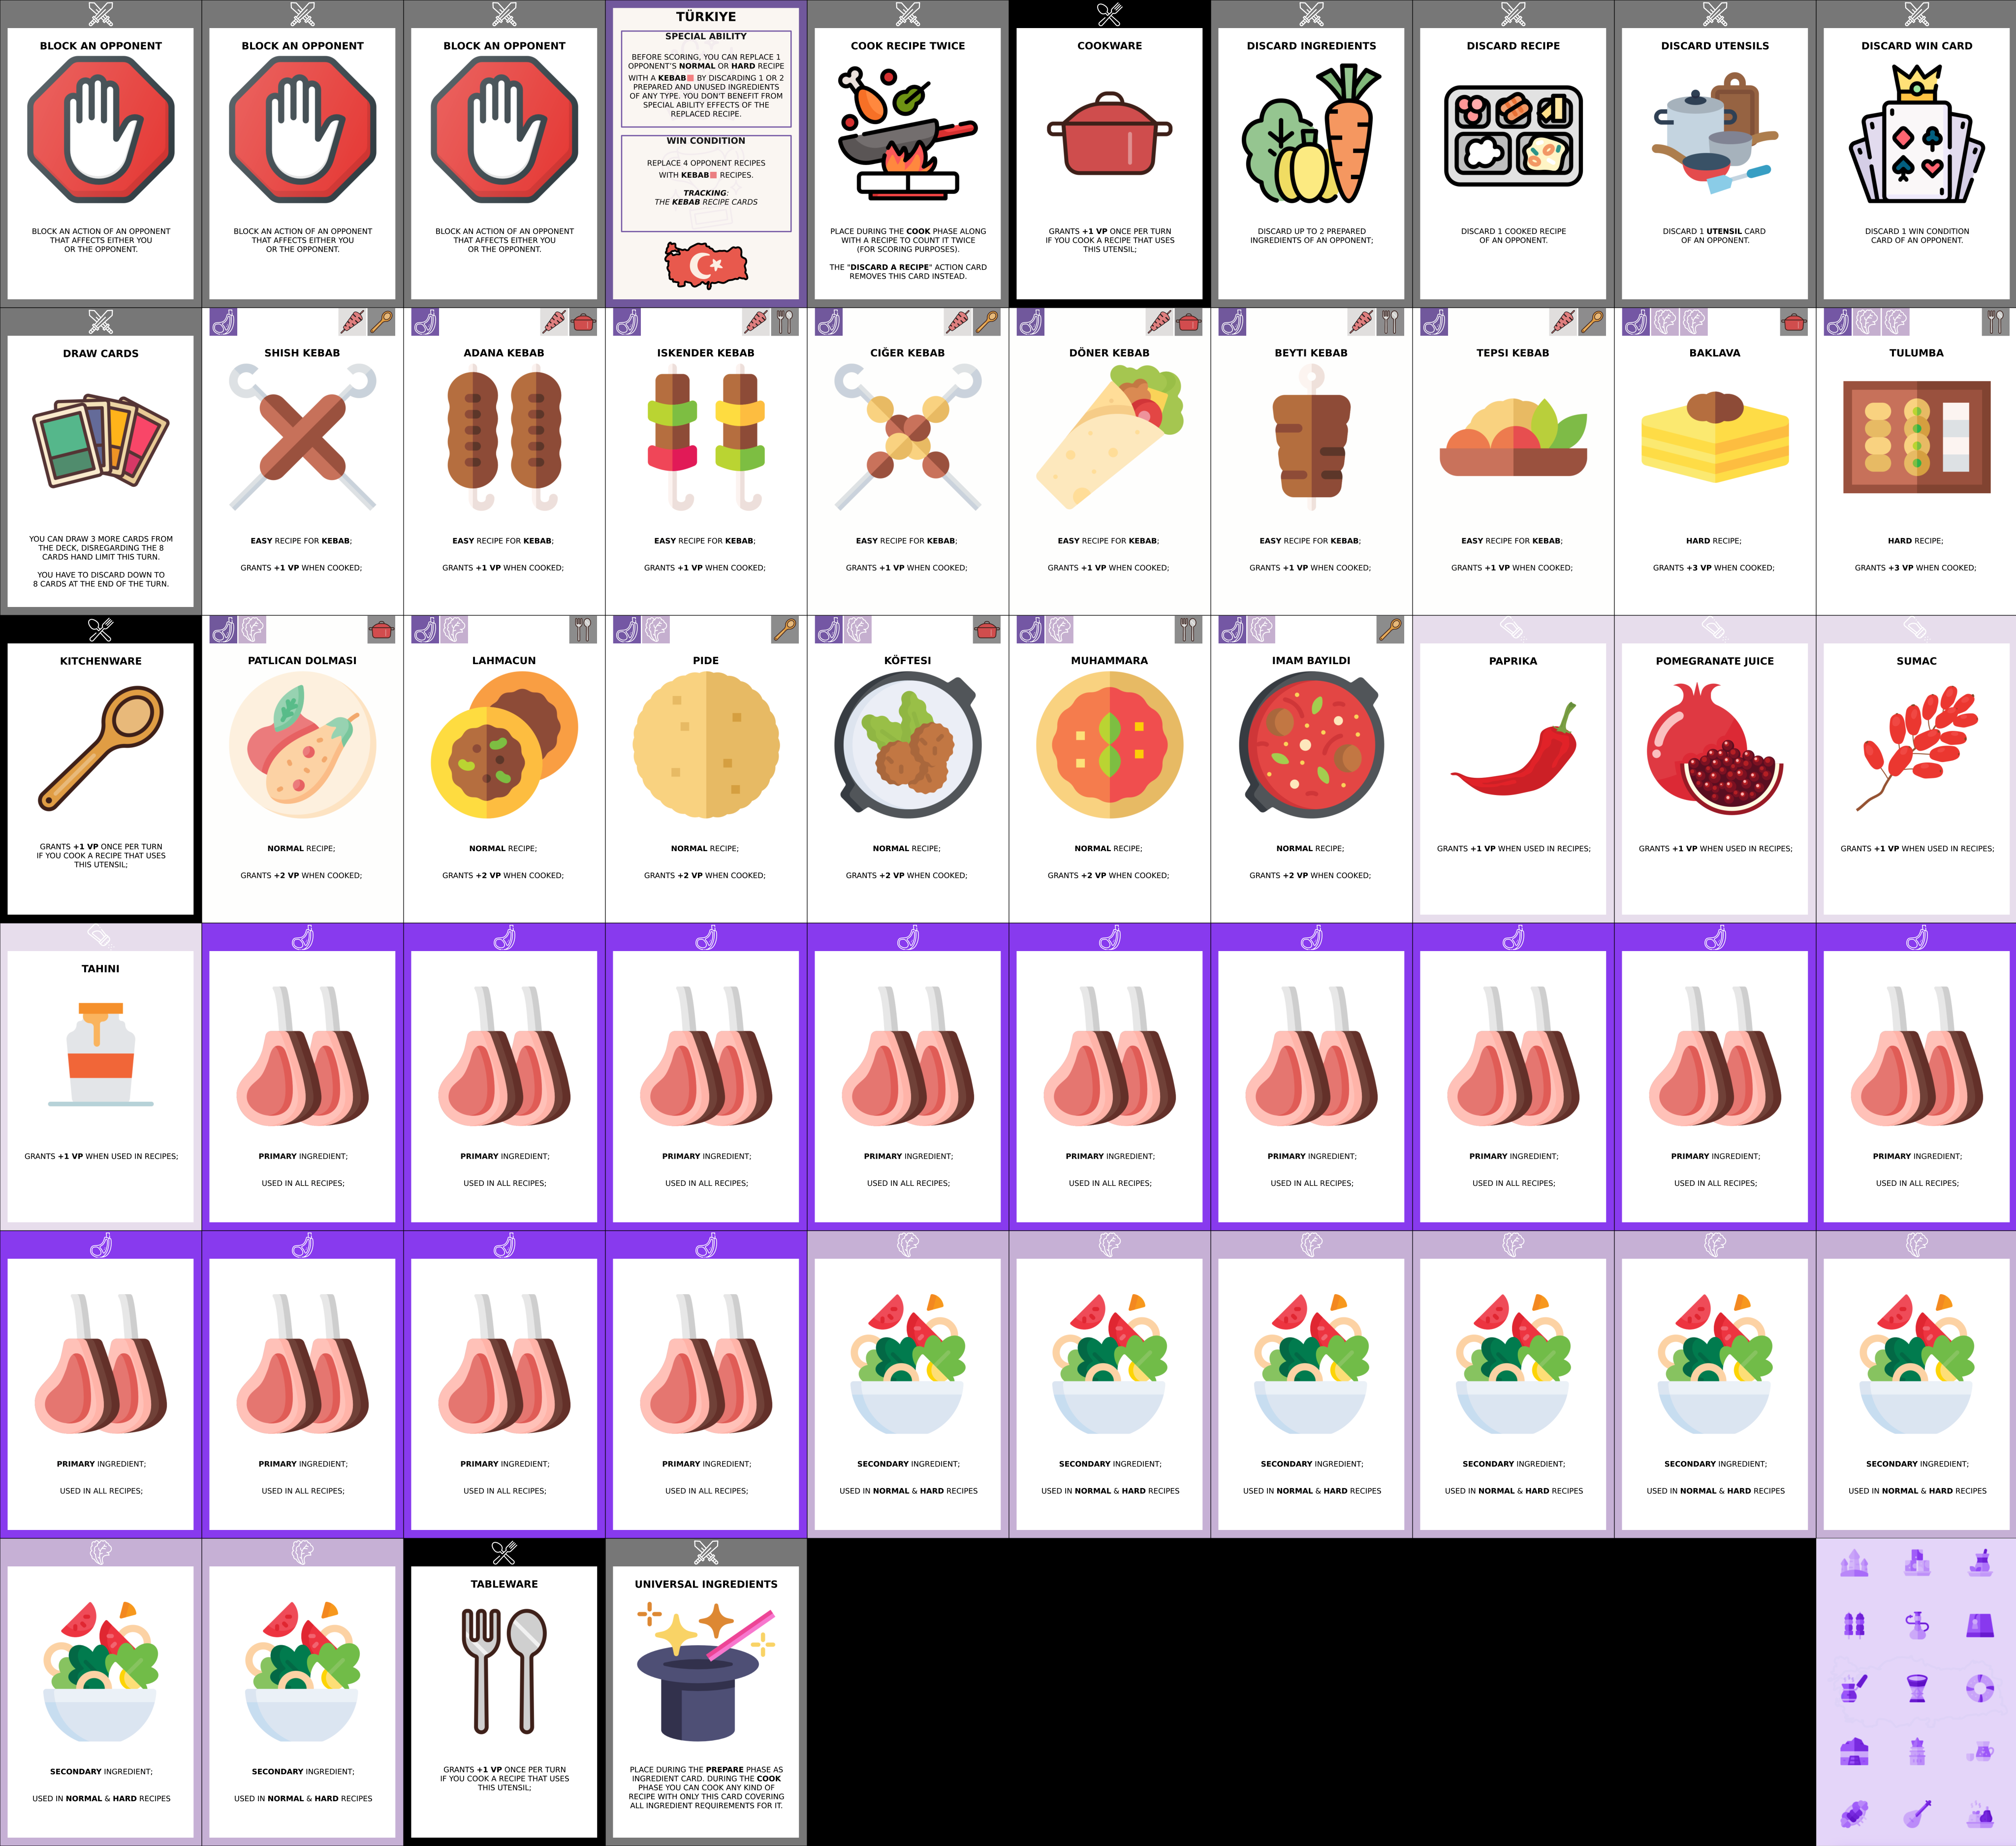 BLOCK AN OPPONENT
BLOCK AN ACTION OF AN OPPONENT
THAT AFFECTS EITHER YOU
OR THE OPPONENT.
BLOCK AN OPPONENT
BLOCK AN ACTION OF AN OPPONENT
THAT AFFECTS EITHER YOU
OR THE OPPONENT.
BLOCK AN OPPONENT
BLOCK AN ACTION OF AN OPPONENT
THAT AFFECTS EITHER YOU
OR THE OPPONENT.
TÜRKIYE
SPECIAL ABILITY
BEFORE SCORING, YOU CAN REPLACE 1
OPPONENT'S NORMAL OR HARD RECIPE
WITH A KEBAB BY DISCARDING 1 OR 2
PREPARED AND UNUSED INGREDIENTS
OF ANY TYPE. YOU DON'T BENEFIT FROM
SPECIAL ABILITY EFFECTS OF THE
REPLACED RECIPE.
WIN CONDITION
REPLACE 4 OPPONENT RECIPES
WITH KEBAB RECIPES.
TRACKING:
THE KEBAB RECIPE CARDS
COOK RECIPE TWICE
PLACE DURING THE COOK PHASE ALONG
WITH A RECIPE TO COUNT IT TWICE
(FOR SCORING PURPOSES).
THE "DISCARD A RECIPE" ACTION CARD
REMOVES THIS CARD INSTEAD.
COOKWARE
GRANTS +1 VP ONCE PER TURN
IF YOU COOK A RECIPE THAT USES
THIS UTENSIL;
DISCARD INGREDIENTS
DISCARD UP TO 2 PREPARED
INGREDIENTS OF AN OPPONENT;
DISCARD RECIPE
DISCARD 1 COOKED RECIPE
OF AN OPPONENT.
DISCARD UTENSILS
DISCARD 1 UTENSIL CARD
OF AN OPPONENT.
DISCARD WIN CARD
DISCARD 1 WIN CONDITION
CARD OF AN OPPONENT.
DRAW CARDS
YOU CAN DRAW 3 MORE CARDS FROM
THE DECK, DISREGARDING THE 8
CARDS HAND LIMIT THIS TURN.
YOU HAVE TO DISCARD DOWN TO
8 CARDS AT THE END OF THE TURN.
SHISH KEBAB
EASY RECIPE FOR KEBAB;
GRANTS +1 VP WHEN COOKED;
ADANA KEBAB
EASY RECIPE FOR KEBAB;
GRANTS +1 VP WHEN COOKED;
ISKENDER KEBAB
EASY RECIPE FOR KEBAB;
GRANTS +1 VP WHEN COOKED;
CIĞER KEBAB
EASY RECIPE FOR KEBAB;
GRANTS +1 VP WHEN COOKED;
DÖNER KEBAB
EASY RECIPE FOR KEBAB;
GRANTS +1 VP WHEN COOKED;
BEYTI KEBAB
EASY RECIPE FOR KEBAB;
GRANTS +1 VP WHEN COOKED;
TEPSI KEBAB
EASY RECIPE FOR KEBAB;
GRANTS +1 VP WHEN COOKED;
BAKLAVA
HARD RECIPE;
GRANTS +3 VP WHEN COOKED;
TULUMBA
HARD RECIPE;
GRANTS +3 VP WHEN COOKED;
KITCHENWARE
GRANTS +1 VP ONCE PER TURN
IF YOU COOK A RECIPE THAT USES
THIS UTENSIL;
PATLICAN DOLMASI
NORMAL RECIPE;
GRANTS +2 VP WHEN COOKED;
LAHMACUN
NORMAL RECIPE;
GRANTS +2 VP WHEN COOKED;
PIDE
NORMAL RECIPE;
GRANTS +2 VP WHEN COOKED;
KÖFTESI
NORMAL RECIPE;
GRANTS +2 VP WHEN COOKED;
MUHAMMARA
NORMAL RECIPE;
GRANTS +2 VP WHEN COOKED;
IMAM BAYILDI
NORMAL RECIPE;
GRANTS +2 VP WHEN COOKED;
PAPRIKA
GRANTS +1 VP WHEN USED IN RECIPES;
POMEGRANATE JUICE
GRANTS +1 VP WHEN USED IN RECIPES;
SUMAC
GRANTS +1 VP WHEN USED IN RECIPES;
TAHINI
GRANTS +1 VP WHEN USED IN RECIPES;
PRIMARY INGREDIENT;
USED IN ALL RECIPES;
PRIMARY INGREDIENT;
USED IN ALL RECIPES;
PRIMARY INGREDIENT;
USED IN ALL RECIPES;
PRIMARY INGREDIENT;
USED IN ALL RECIPES;
PRIMARY INGREDIENT;
USED IN ALL RECIPES;
PRIMARY INGREDIENT;
USED IN ALL RECIPES;
PRIMARY INGREDIENT;
USED IN ALL RECIPES;
PRIMARY INGREDIENT;
USED IN ALL RECIPES;
PRIMARY INGREDIENT;
USED IN ALL RECIPES;
PRIMARY INGREDIENT;
USED IN ALL RECIPES;
PRIMARY INGREDIENT;
USED IN ALL RECIPES;
PRIMARY INGREDIENT;
USED IN ALL RECIPES;
PRIMARY INGREDIENT;
USED IN ALL RECIPES;
SECONDARY INGREDIENT;
USED IN NORMAL & HARD RECIPES
SECONDARY INGREDIENT;
USED IN NORMAL & HARD RECIPES
SECONDARY INGREDIENT;
USED IN NORMAL & HARD RECIPES
SECONDARY INGREDIENT;
USED IN NORMAL & HARD RECIPES
SECONDARY INGREDIENT;
USED IN NORMAL & HARD RECIPES
SECONDARY INGREDIENT;
USED IN NORMAL & HARD RECIPES
SECONDARY INGREDIENT;
USED IN NORMAL & HARD RECIPES
SECONDARY INGREDIENT;
USED IN NORMAL & HARD RECIPES
TABLEWARE
GRANTS +1 VP ONCE PER TURN
IF YOU COOK A RECIPE THAT USES
THIS UTENSIL;
UNIVERSAL INGREDIENTS
PLACE DURING THE PREPARE PHASE AS
INGREDIENT CARD. DURING THE COOK
PHASE YOU CAN COOK ANY KIND OF
RECIPE WITH ONLY THIS CARD COVERING
ALL INGREDIENT REQUIREMENTS FOR IT.